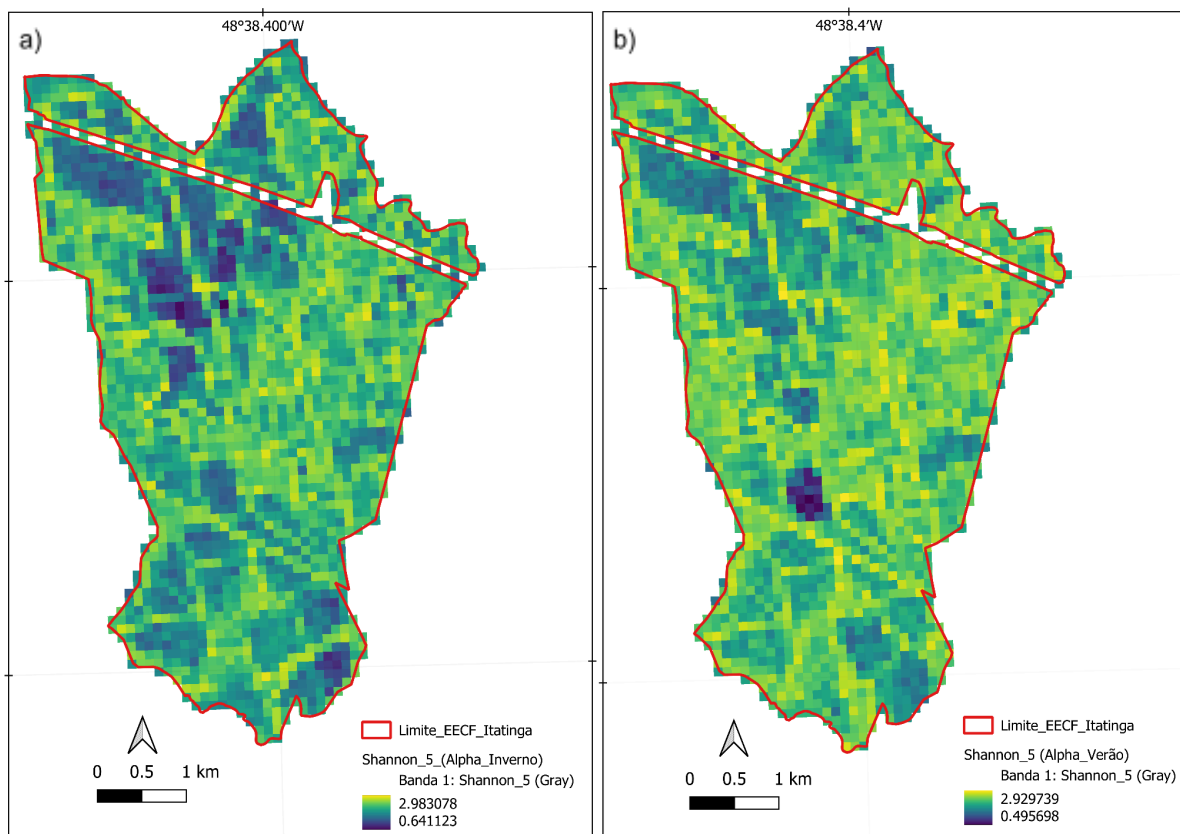 a)
48°38.400'W
Limite_EECF_Itatinga
Shannon_5_(Alpha_Inverno)
Banda 1: Shannon_5 (Gray)
2.983078
0.641123
0 0.5 1 km
b)
48°38.4'W
Limite_EECF_Itatinga
Shannon_5 (Alpha_Verão)
Banda 1: Shannon_5 (Gray)
2.929739
0.495698
0 0.5 1 km